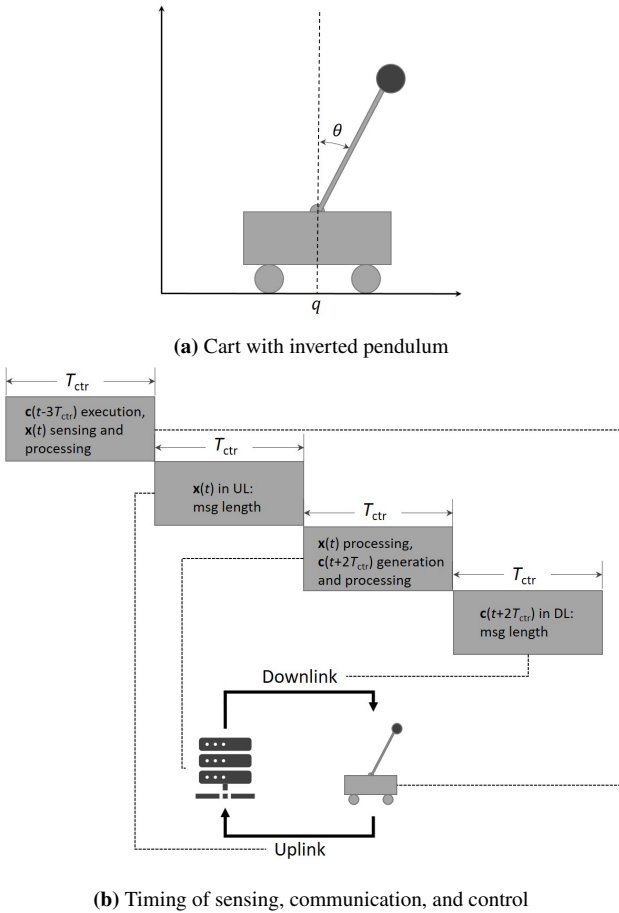 θ
q
(a) Cart with inverted pendulum
T_ctr
c(t-3T_ctr) execution,
x(t) sensing and
processing
T_ctr
x(t) in UL:
msg length
T_ctr
x(t) processing,
c(t+2T_ctr) generation
and processing
T_ctr
c(t+2T_ctr) in DL:
msg length
Downlink
Uplink
(b) Timing of sensing, communication, and control